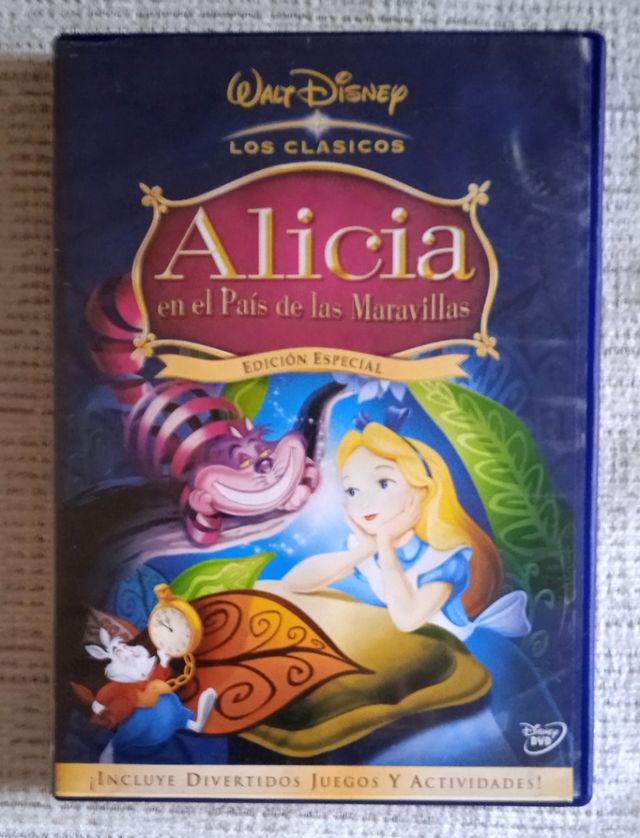 WALT DISNEY
LOS CLASICOS
Alicia
en el País de las Maravillas
EDICIÓN ESPECIAL
DISNEY
DVD
¡INCLUYE DIVERTIDOS JUEGOS Y ACTIVIDADES!